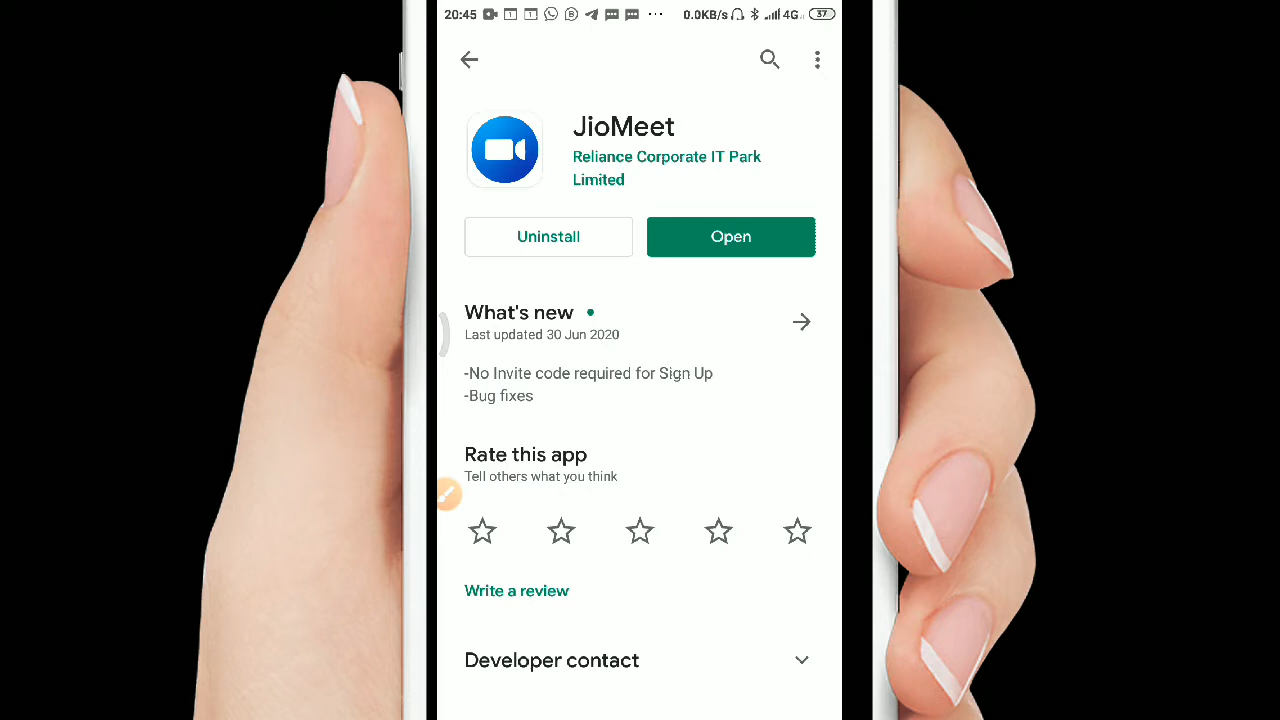 20:45 0.0KB/s 4G 37
JioMeet
Reliance Corporate IT Park
Limited
Uninstall Open
What's new
Last updated 30 Jun 2020
-No Invite code required for Sign Up
-Bug fixes
Rate this app
Tell others what you think
Write a review
Developer contact